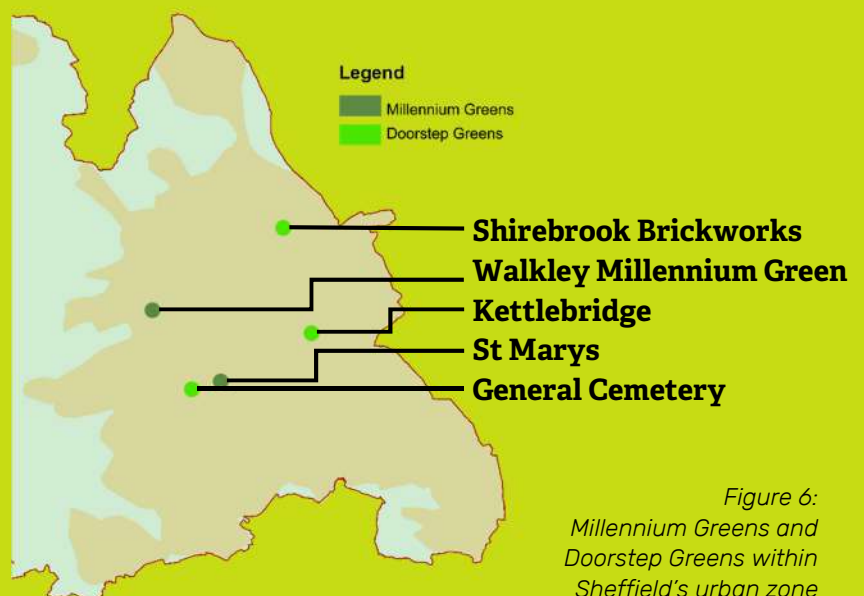 Legend
Millennium Greens
Doorstep Greens
Shirebrook Brickworks
Walkley Millennium Green
Kettlebridge
St Marys
General Cemetery
Figure 6:
Millennium Greens and
Doorstep Greens within
Sheffield's urban zone